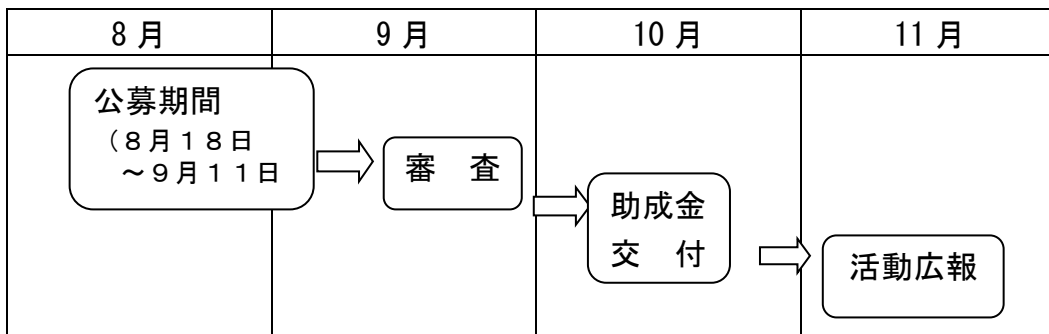 8月 9月 10月 11月
公募期間
(8月18日
~9月11日
審 査
助成金
交 付
活動広報